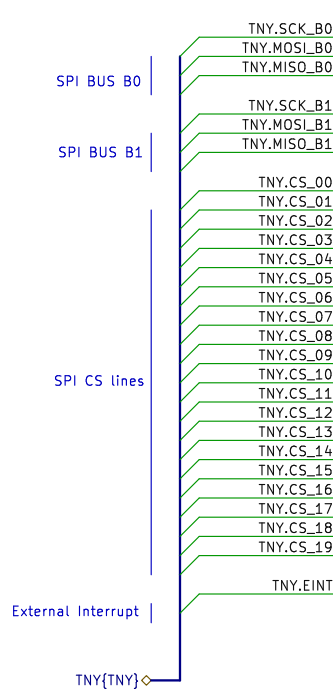 TNY.SCK_B0
TNY.MOSI_B0
TNY.MISO_B0
SPI BUS B0
TNY.SCK_B1
TNY.MOSI_B1
TNY.MISO_B1
SPI BUS B1
TNY.CS_00
TNY.CS_01
TNY.CS_02
TNY.CS_03
TNY.CS_04
TNY.CS_05
TNY.CS_06
TNY.CS_07
TNY.CS_08
TNY.CS_09
TNY.CS_10
SPI CS lines
TNY.CS_11
TNY.CS_12
TNY.CS_13
TNY.CS_14
TNY.CS_15
TNY.CS_16
TNY.CS_17
TNY.CS_18
TNY.CS_19
TNY.EINT
External Interrupt
TNY{TNY}